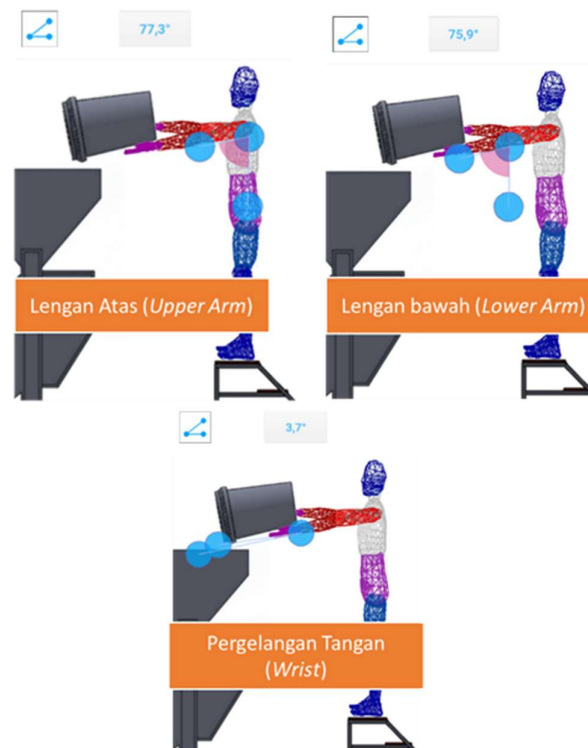 77,3°
75,9°
Lengan Atas (Upper Arm)
Lengan bawah (Lower Arm)
3,7°
Pergelangan Tangan
(Wrist)